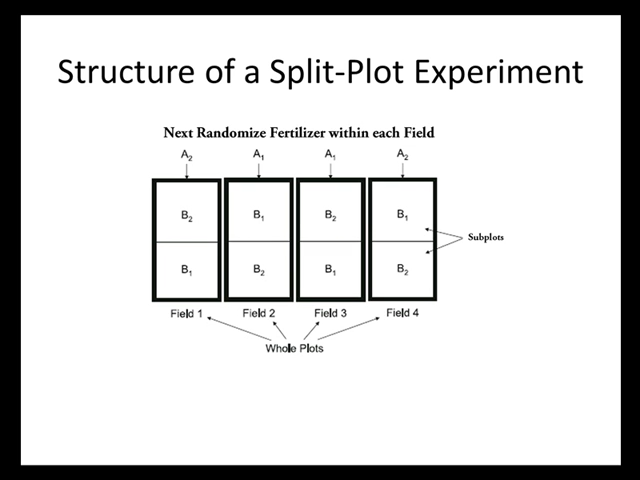 Structure of a Split-Plot Experiment
Next Randomize Fertilizer within each Field
A₂ A₁ A₁ A₂
B₂ B₁ B₂ B₁
Subplots
B₁ B₂ B₁ B₂
Field 1 Field 2 Field 3 Field 4
Whole Plots